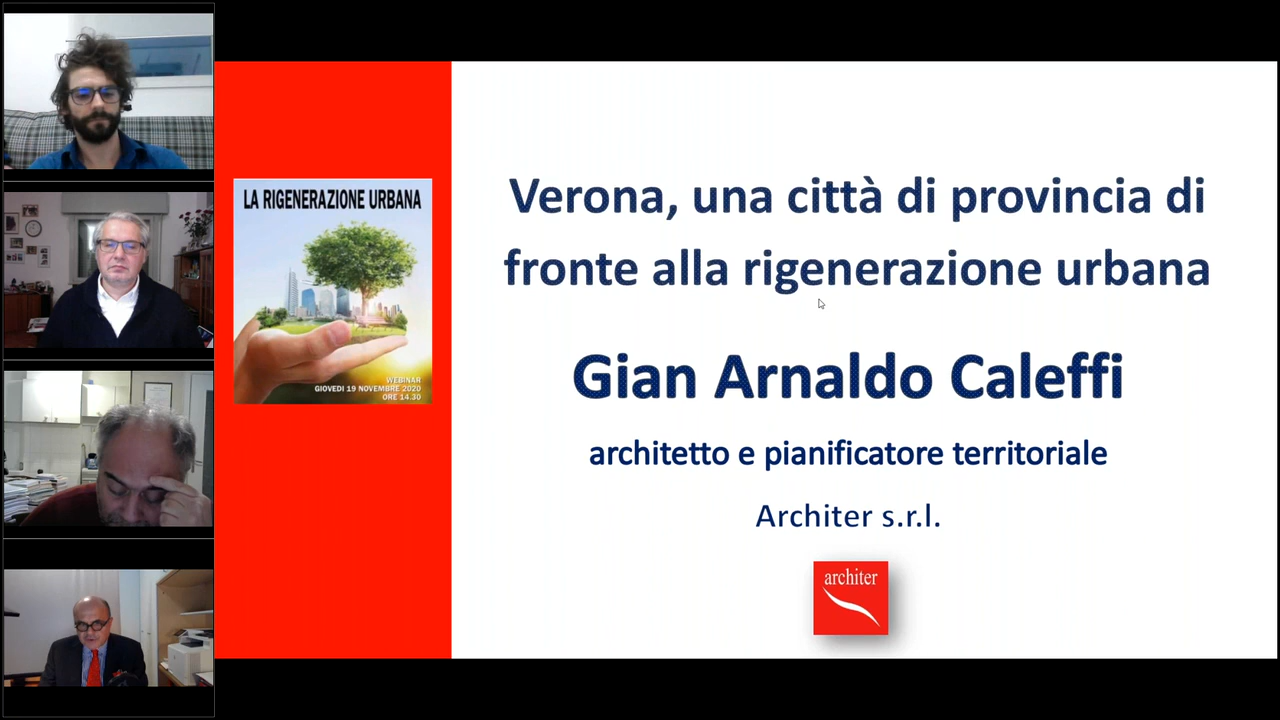 LA RIGENERAZIONE URBANA
WEBINAR
GIOVEDI 19 NOVEMBRE 2020
ORE 14.30
Verona, una città di provincia di
fronte alla rigenerazione urbana
Gian Arnaldo Caleffi
architetto e pianificatore territoriale
Architer s.r.l.
architer